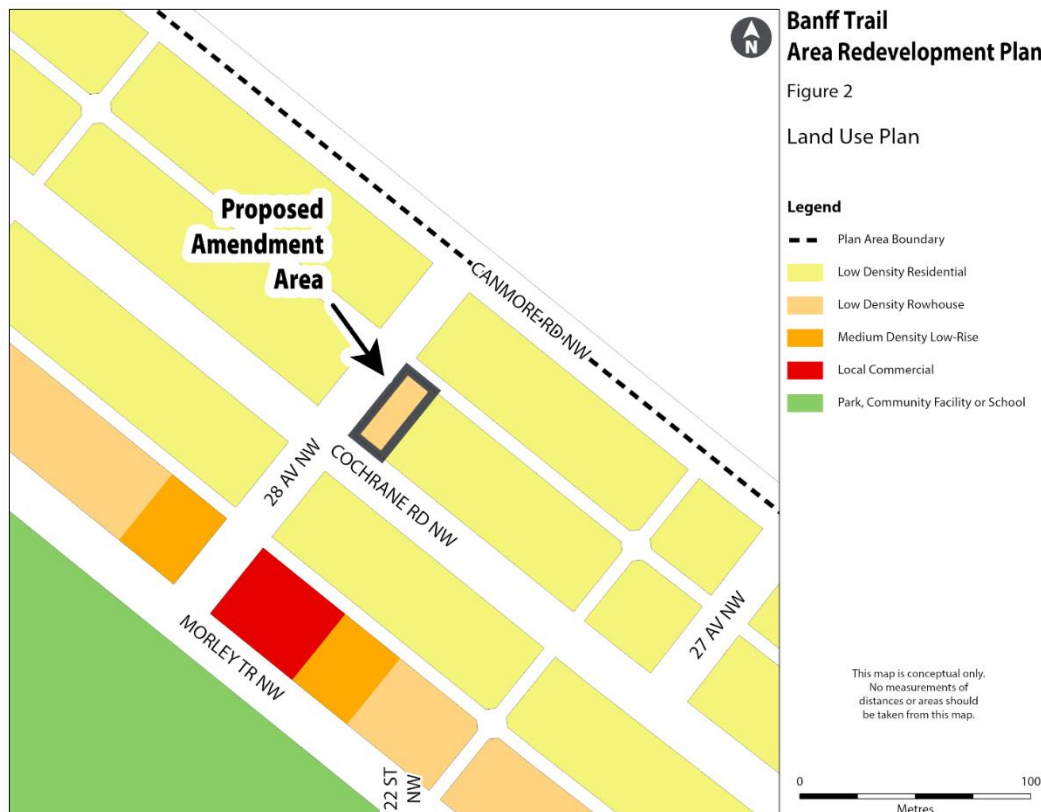 Banff Trail
Area Redevelopment Plan
Figure 2
Land Use Plan
Legend
Plan Area Boundary
Low Density Residential
Low Density Rowhouse
Medium Density Low-Rise
Local Commercial
Park, Community Facility or School
This map is conceptual only.
No measurements of
distances or areas should
be taken from this map.
0 100
Metres
N
Proposed
Amendment
Area
CANMORE RD NW
28 AV NW
COCHRANE RD NW
27 AV NW
MORLEY TR NW
22 ST
NW